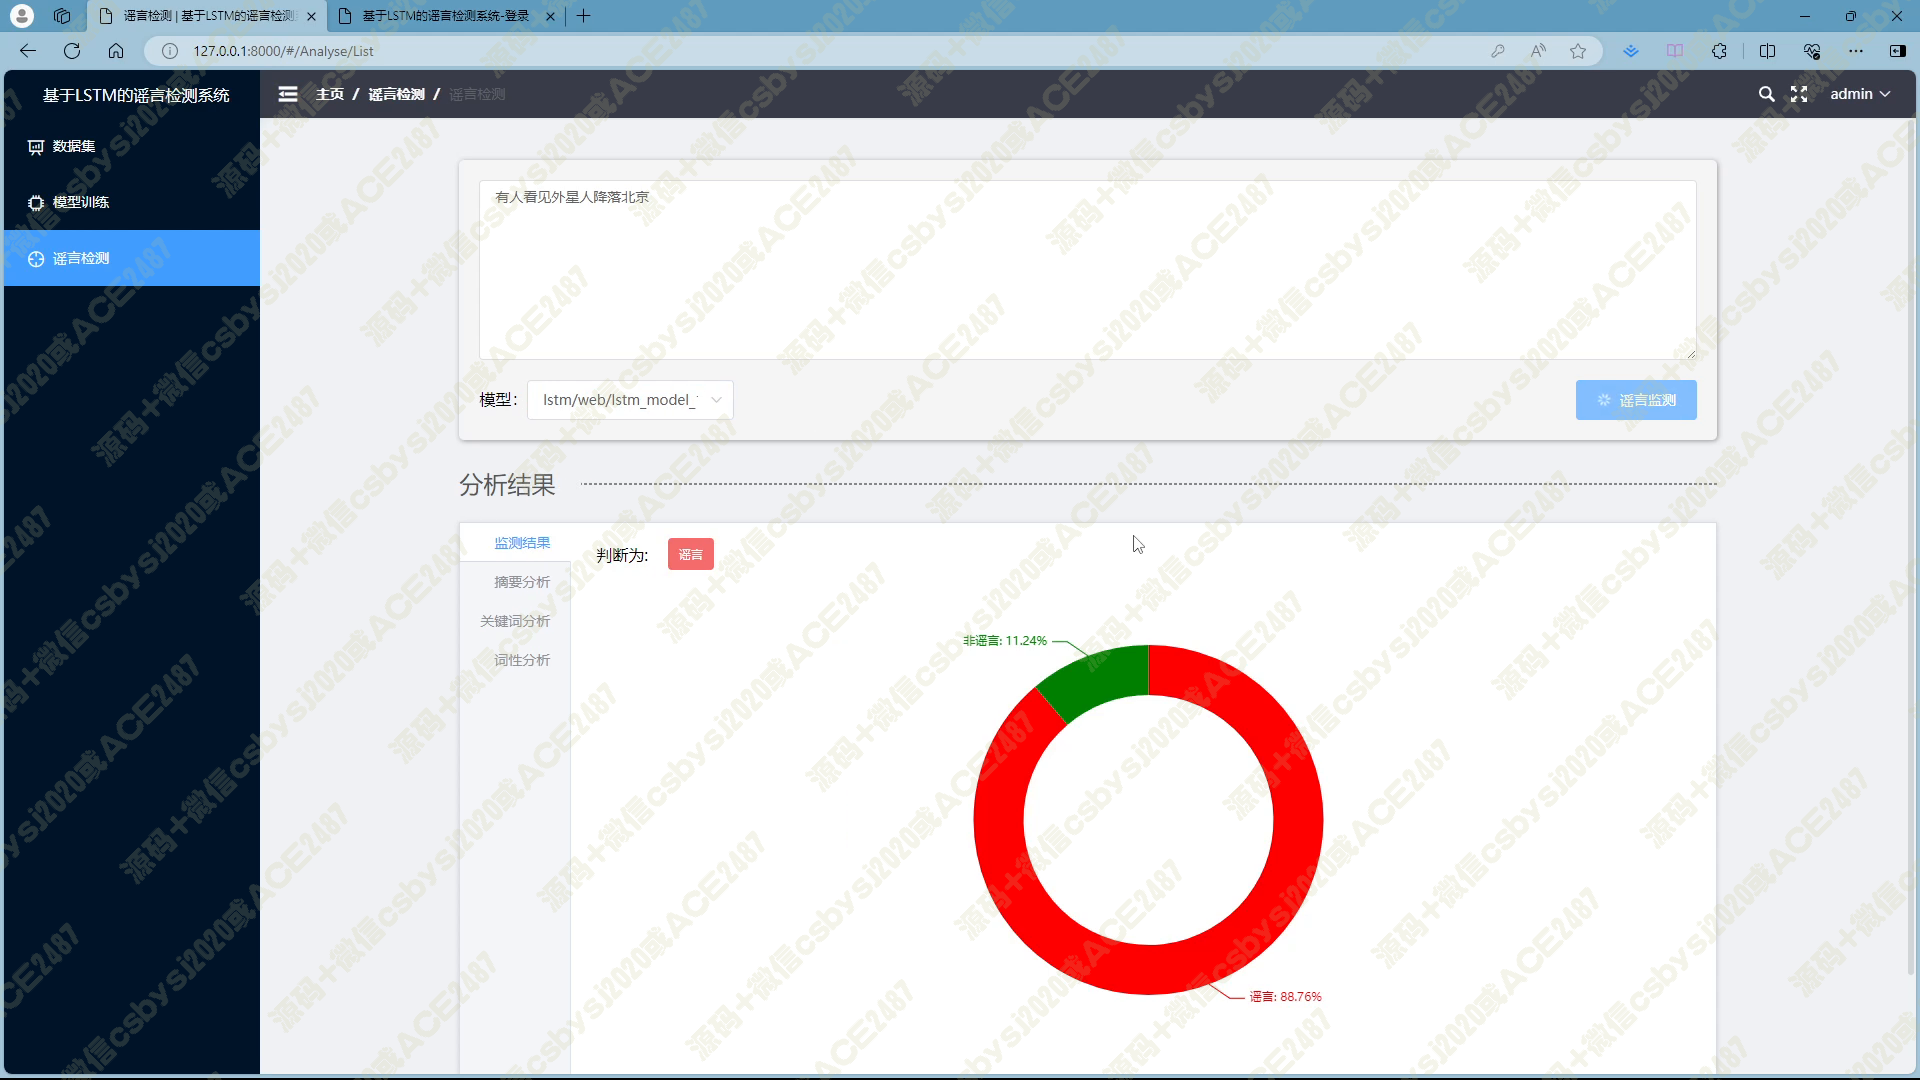 谣言检测 | 基于LSTM的谣言检测
基于LSTM的谣言检测系统-登录
127.0.0.1:8000/#/Analyse/List
基于LSTM的谣言检测系统
主页 / 谣言检测 / 谣言检测
admin
数据集
模型训练
谣言检测
有人看见外星人降落北京
模型:
lstm/web/lstm_model_
谣言监测
分析结果
监测结果
摘要分析
关键词分析
词性分析
判断为:
谣言
非谣言: 11.24%
谣言: 88.76%
源码+微信csbysj2020或ACE2487